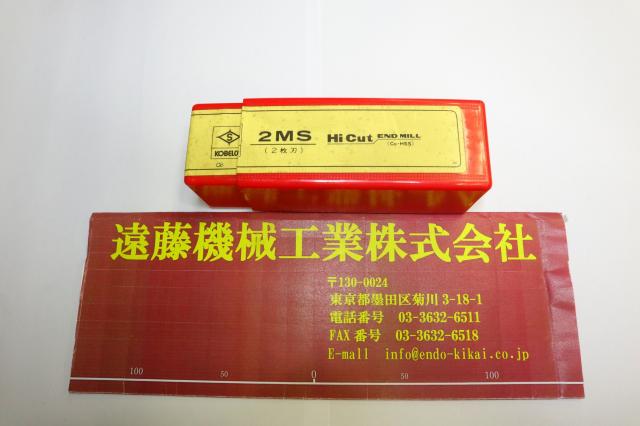 S
KOBELCO
2MS
(2枚刃)
Hi Cut END MILL
(Co-HSS)
遠藤機械工業株式会社
〒130-0024
東京都墨田区菊川 3-18-1
電話番号 03-3632-6511
FAX 番号 03-3632-6518
E-mall info@endo-kikai.co.jp
100 50 0 50 100